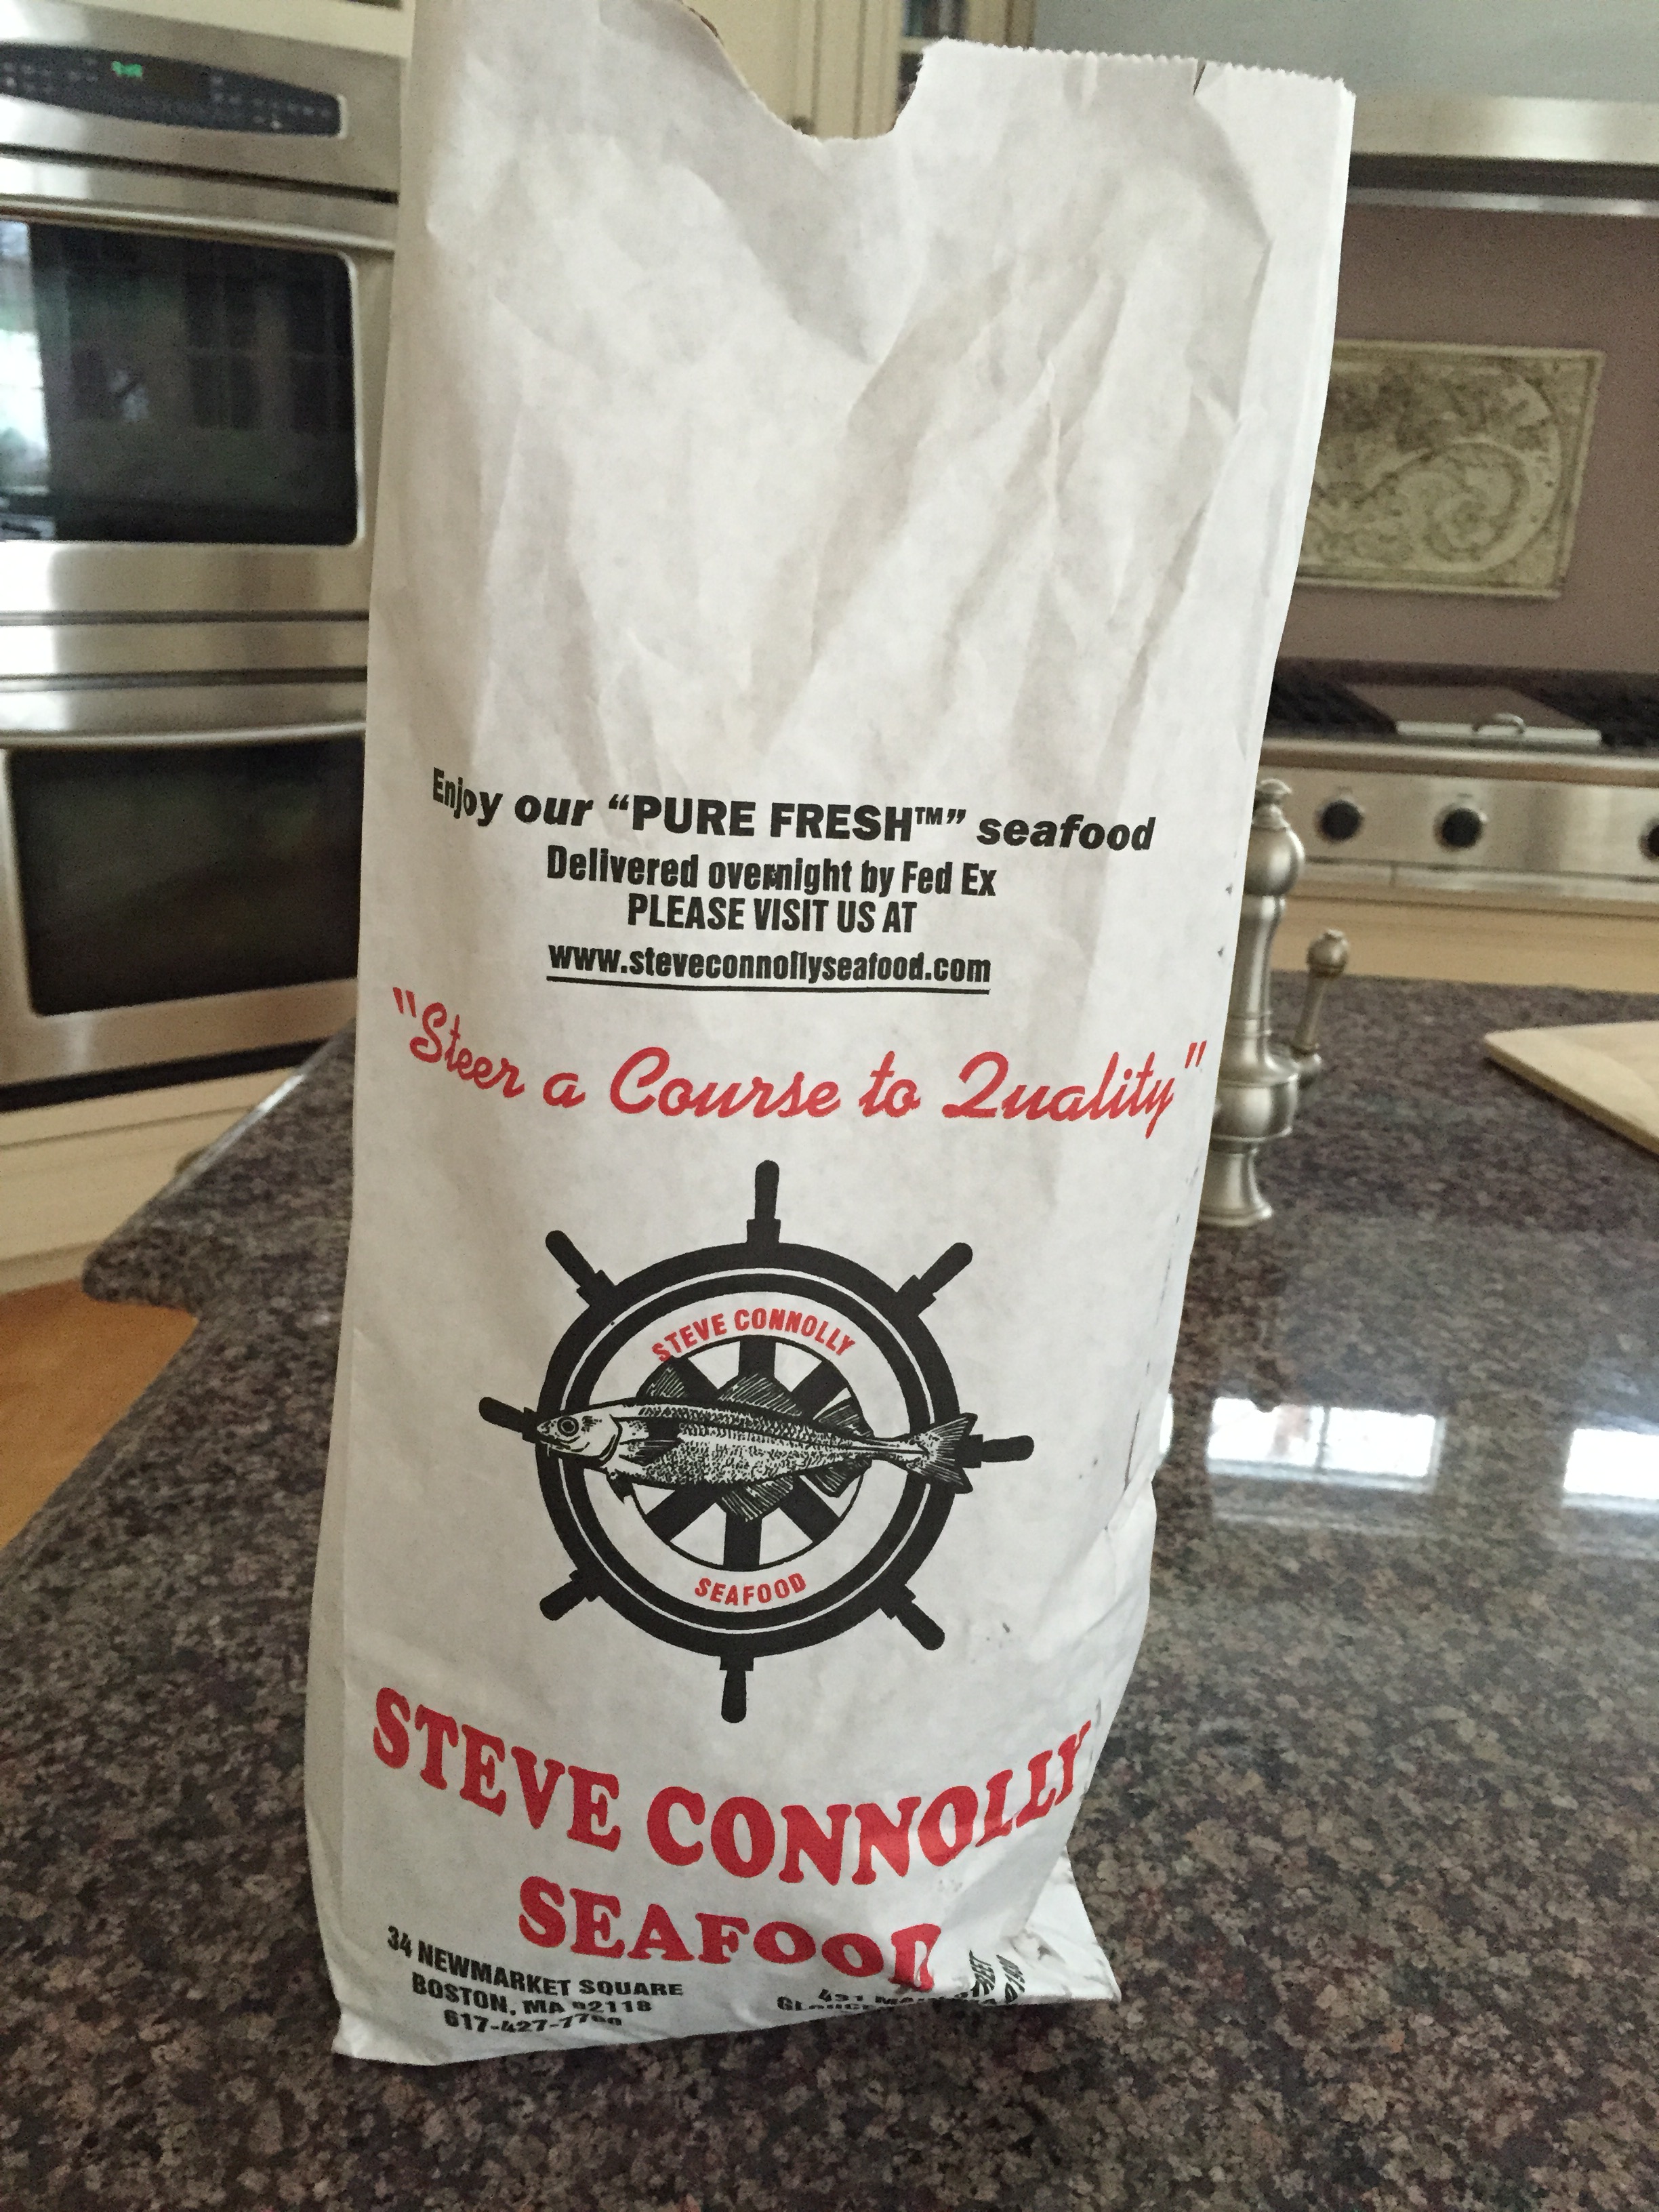 Enjoy our “PURE FRESH™” seafood
Delivered overnight by Fed Ex
PLEASE VISIT US AT
www.steveconnollyseafood.com
"Steer a Course to Quality"
STEVE CONNOLLY
SEAFOOD
STEVE CONNOLLY
SEAFOOD
34 NEWMARKET SQUARE
BOSTON, MA 02118